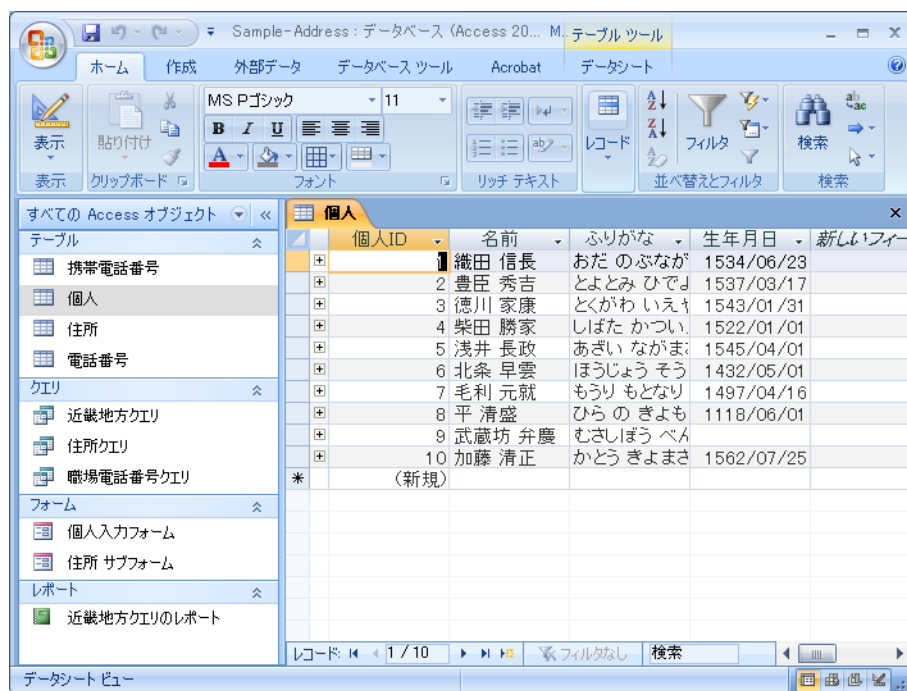 Sample-Address : データベース (Access 20... M.. テーブル ツール
ホーム 作成 外部データ データベース ツール Acrobat データシート
MS Pゴシック 11
B I U
A
表示 貼り付け レコード フィルタ 検索
表示 クリップボード フォント リッチ テキスト 並べ替えとフィルタ 検索
すべての Access オブジェクト
テーブル
携帯電話番号
個人
住所
電話番号
クエリ
近畿地方クエリ
住所クエリ
職場電話番号クエリ
フォーム
個人入力フォーム
住所 サブフォーム
レポート
近畿地方クエリのレポート
個人
個人ID 名前 ふりがな 生年月日 新しいフィー
1 織田 信長 おだ のぶなが 1534/06/23
2 豊臣 秀吉 とよとみ ひでよ 1537/03/17
3 徳川 家康 とくがわ いえや 1543/01/31
4 柴田 勝家 しばた かつい 1522/01/01
5 浅井 長政 あざい ながま 1545/04/01
6 北条 早雲 ほうじょう そう 1432/05/01
7 毛利 元就 もうり もとなり 1497/04/16
8 平 清盛 ひら の きよも 1118/06/01
9 武蔵坊 弁慶 むさしぼう べん
10 加藤 清正 かとう きよまさ 1562/07/25
(新規)
レコード: 1 / 10 フィルタなし 検索
データシート ビュー